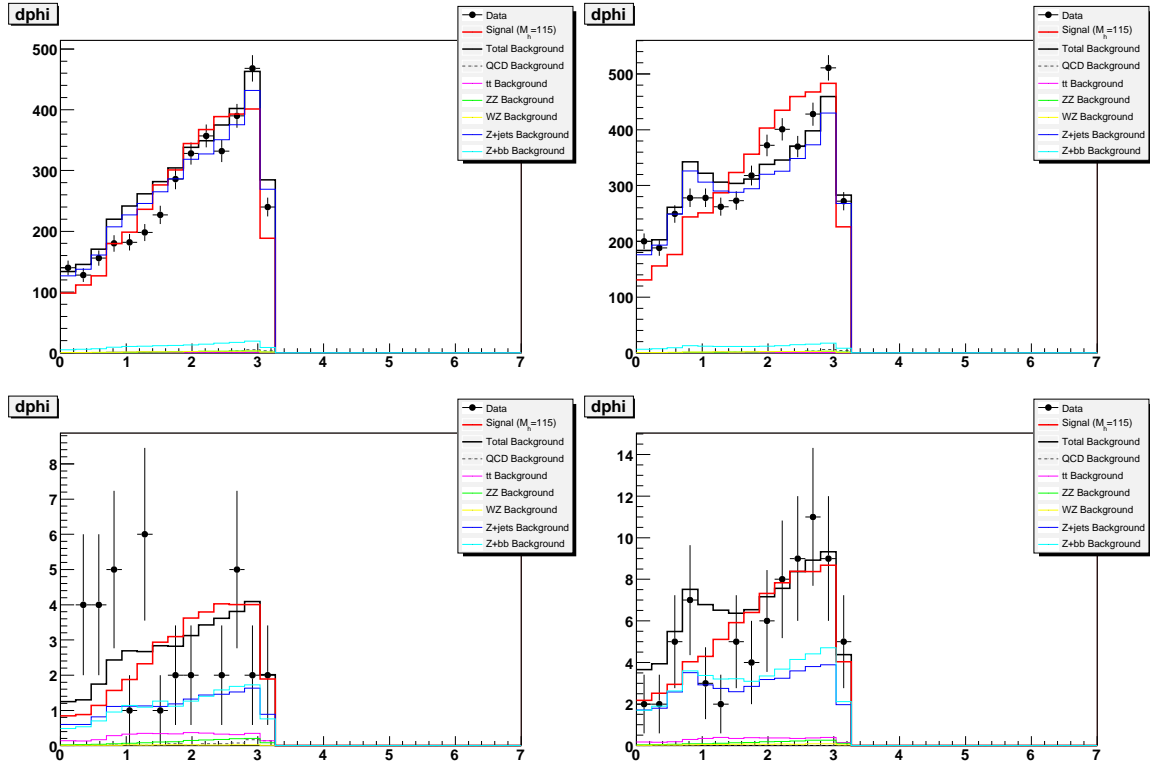 dphi
Data
Signal (M_h=115)
Total Background
QCD Background
tt Background
ZZ Background
WZ Background
Z+jets Background
Z+bb Background
500
400
300
200
100
0
0 1 2 3 4 5 6 7
dphi
Data
Signal (M_h=115)
Total Background
QCD Background
tt Background
ZZ Background
WZ Background
Z+jets Background
Z+bb Background
500
400
300
200
100
0
0 1 2 3 4 5 6 7
dphi
Data
Signal (M_h=115)
Total Background
QCD Background
tt Background
ZZ Background
WZ Background
Z+jets Background
Z+bb Background
8
7
6
5
4
3
2
1
0
0 1 2 3 4 5 6 7
dphi
Data
Signal (M_h=115)
Total Background
QCD Background
tt Background
ZZ Background
WZ Background
Z+jets Background
Z+bb Background
14
12
10
8
6
4
2
0
0 1 2 3 4 5 6 7